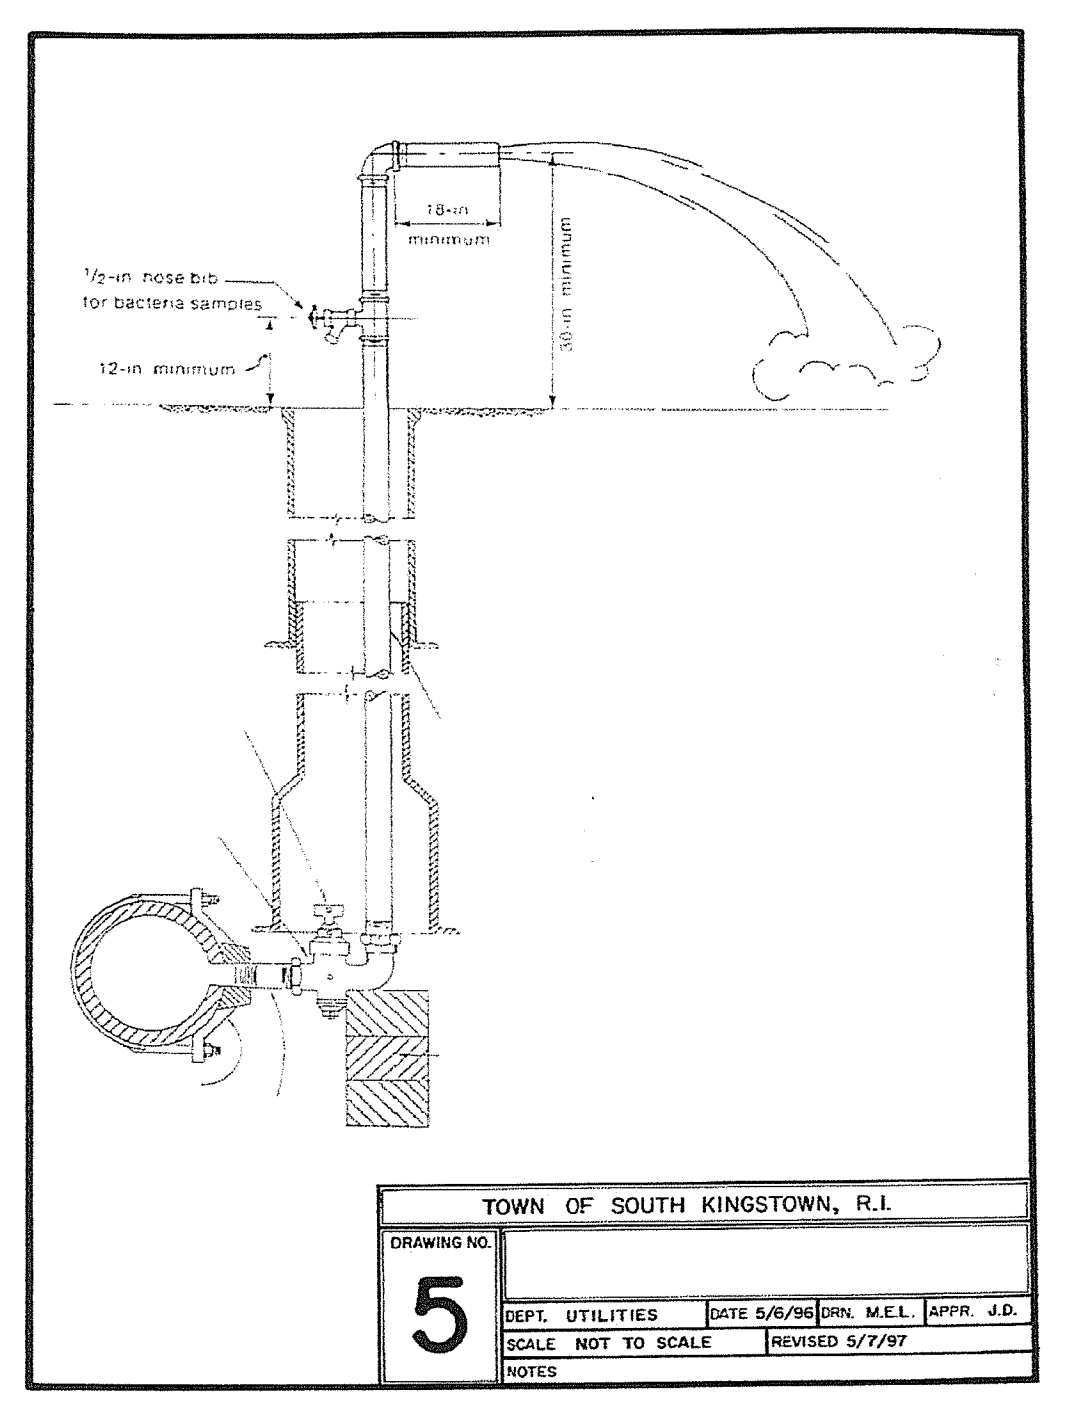 18-in
minimum
30-in minimum
1/2-in hose bib
for bacteria samples
12-in minimum
TOWN OF SOUTH KINGSTOWN, R.I.
DRAWING NO.
5
DEPT. UTILITIES
DATE 5/6/96
DRN. M.E.L.
APPR. J.D.
SCALE NOT TO SCALE
REVISED 5/7/97
NOTES